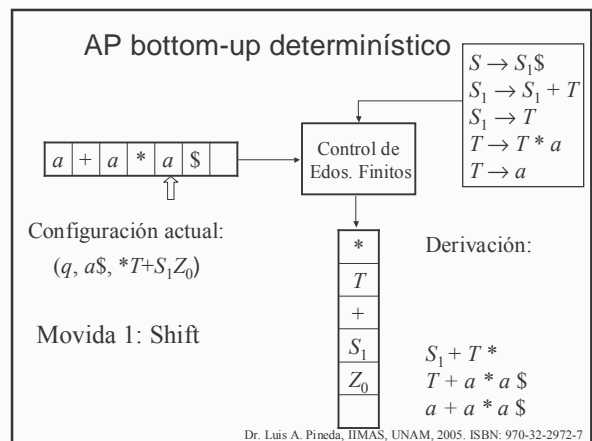 AP bottom-up determinístico
S → S₁$
S₁ → S₁ + T
S₁ → T
T → T * a
T → a
a + a * a $
Control de
Edos. Finitos
Configuración actual:
(q, a$, *T+S₁Z₀)
Movida 1: Shift
*
T
+
S₁
Z₀
Derivación:
S₁ + T *
T + a * a $
a + a * a $
Dr. Luis A. Pineda, IIMAS, UNAM, 2005. ISBN: 970-32-2972-7